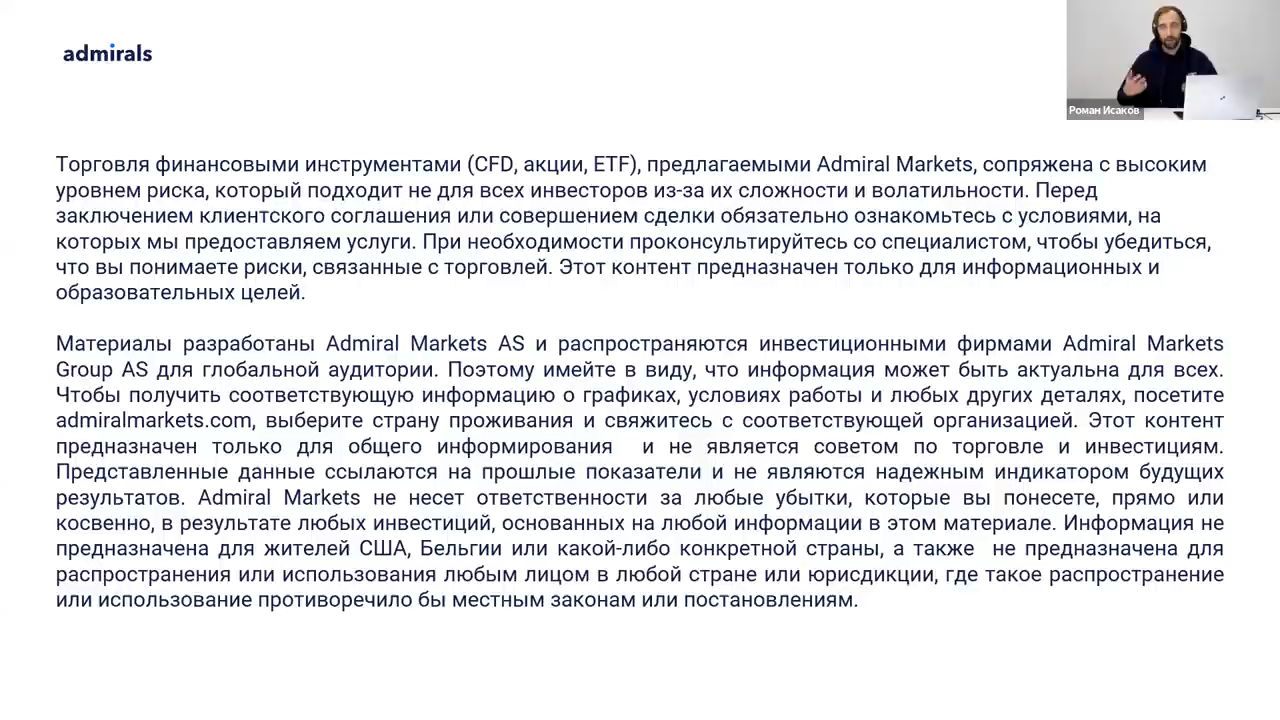 admirals
Роман Исаков
Торговля финансовыми инструментами (CFD, акции, ETF), предлагаемыми Admiral Markets, сопряжена с высоким
уровнем риска, который подходит не для всех инвесторов из-за их сложности и волатильности. Перед
заключением клиентского соглашения или совершением сделки обязательно ознакомьтесь с условиями, на
которых мы предоставляем услуги. При необходимости проконсультируйтесь со специалистом, чтобы убедиться,
что вы понимаете риски, связанные с торговлей. Этот контент предназначен только для информационных и
образовательных целей.
Материалы разработаны Admiral Markets AS и распространяются инвестиционными фирмами Admiral Markets
Group AS для глобальной аудитории. Поэтому имейте в виду, что информация может быть актуальна для всех.
Чтобы получить соответствующую информацию о графиках, условиях работы и любых других деталях, посетите
admiralmarkets.com, выберите страну проживания и свяжитесь с соответствующей организацией. Этот контент
предназначен только для общего информирования и не является советом по торговле и инвестициям.
Представленные данные ссылаются на прошлые показатели и не являются надежным индикатором будущих
результатов. Admiral Markets не несет ответственности за любые убытки, которые вы понесете, прямо или
косвенно, в результате любых инвестиций, основанных на любой информации в этом материале. Информация не
предназначена для жителей США, Бельгии или какой-либо конкретной страны, а также не предназначена для
распространения или использования любым лицом в любой стране или юрисдикции, где такое распространение
или использование противоречило бы местным законам или постановлениям.